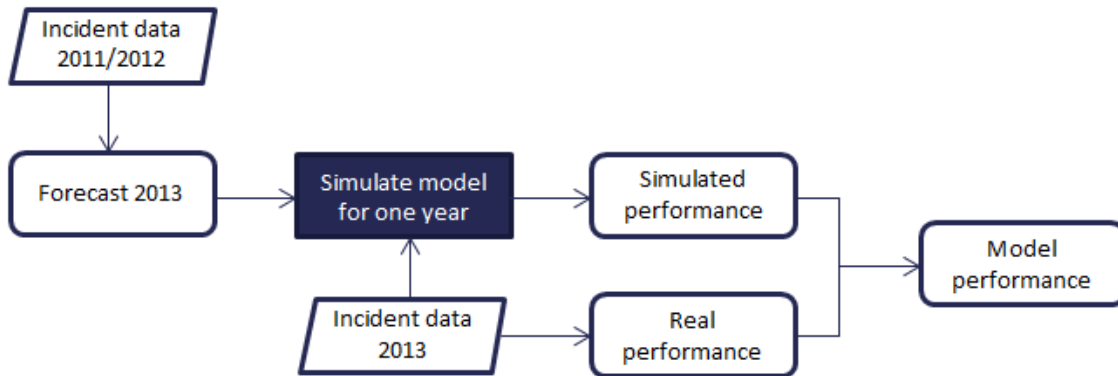 Incident data
2011/2012
Forecast 2013
Simulate model
for one year
Simulated
performance
Model
performance
Incident data
2013
Real
performance